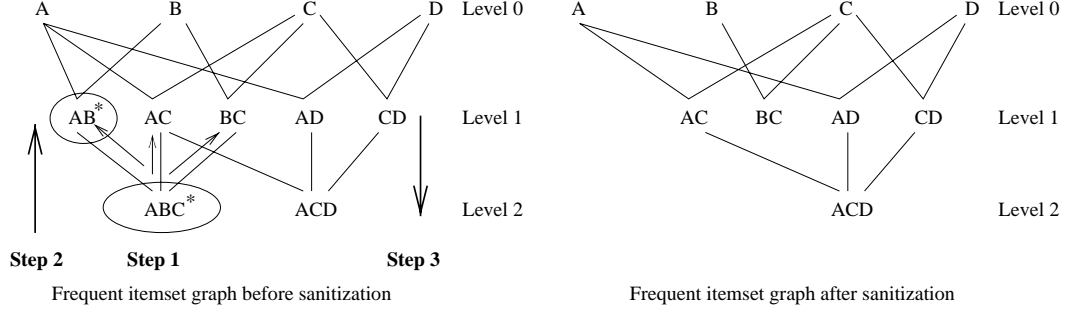 A B C D Level 0
AB* AC BC AD CD Level 1
ABC* ACD Level 2
Step 2 Step 1 Step 3
Frequent itemset graph before sanitization
A B C D Level 0
AC BC AD CD Level 1
ACD Level 2
Frequent itemset graph after sanitization